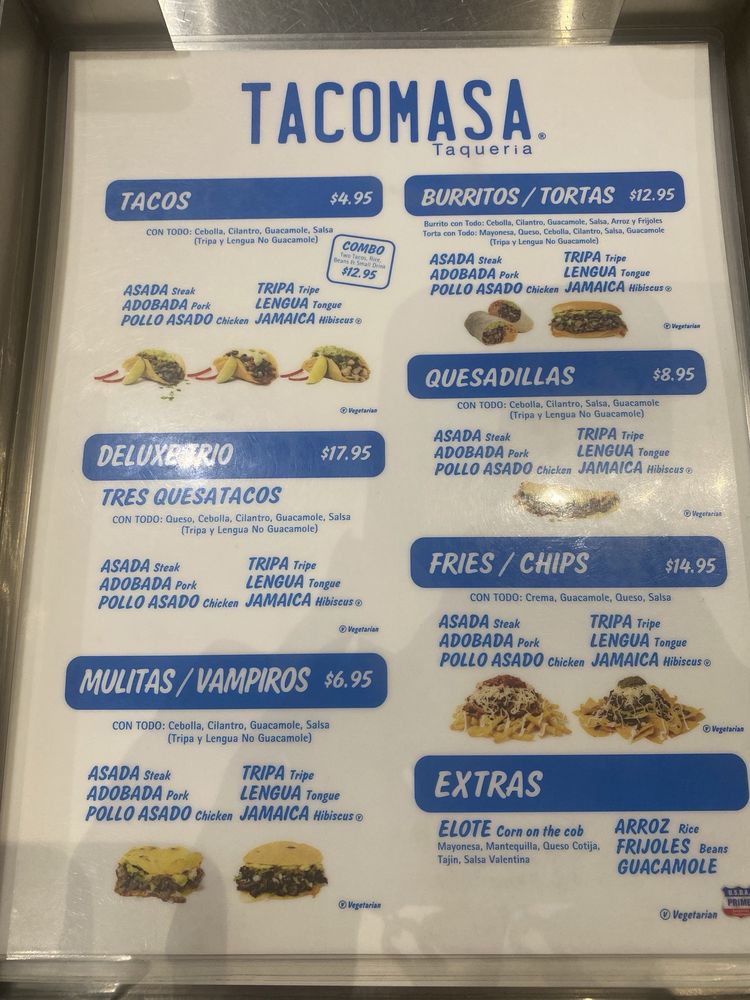 TACOMASA®
Taqueria
TACOS $4.95
CON TODO: Cebolla, Cilantro, Guacamole, Salsa
(Tripa y Lengua No Guacamole)
COMBO
Two Tacos, Rice,
Beans & Small Drink
$12.95
ASADA Steak TRIPA Tripe
ADOBADA Pork LENGUA Tongue
POLLO ASADO Chicken JAMAICA Hibiscus Ⓥ
Ⓥ Vegetarian
DELUXE TRIO $17.95
TRES QUESATACOS
CON TODO: Queso, Cebolla, Cilantro, Guacamole, Salsa
(Tripa y Lengua No Guacamole)
ASADA Steak TRIPA Tripe
ADOBADA Pork LENGUA Tongue
POLLO ASADO Chicken JAMAICA Hibiscus Ⓥ
Ⓥ Vegetarian
MULITAS / VAMPIROS $6.95
CON TODO: Cebolla, Cilantro, Guacamole, Salsa
(Tripa y Lengua No Guacamole)
ASADA Steak TRIPA Tripe
ADOBADA Pork LENGUA Tongue
POLLO ASADO Chicken JAMAICA Hibiscus Ⓥ
Ⓥ Vegetarian
BURRITOS / TORTAS $12.95
Burrito con Todo: Cebolla, Cilantro, Guacamole, Salsa, Arroz y Frijoles
Torta con Todo: Mayonesa, Queso, Cebolla, Cilantro, Salsa, Guacamole
(Tripa y Lengua No Guacamole)
ASADA Steak TRIPA Tripe
ADOBADA Pork LENGUA Tongue
POLLO ASADO Chicken JAMAICA Hibiscus Ⓥ
Ⓥ Vegetarian
QUESADILLAS $8.95
CON TODO: Cebolla, Cilantro, Salsa, Guacamole
(Tripa y Lengua No Guacamole)
ASADA Steak TRIPA Tripe
ADOBADA Pork LENGUA Tongue
POLLO ASADO Chicken JAMAICA Hibiscus Ⓥ
Ⓥ Vegetarian
FRIES / CHIPS $14.95
CON TODO: Crema, Guacamole, Queso, Salsa
ASADA Steak TRIPA Tripe
ADOBADA Pork LENGUA Tongue
POLLO ASADO Chicken JAMAICA Hibiscus Ⓥ
Ⓥ Vegetarian
EXTRAS
ELOTE Corn on the cob ARROZ Rice
Mayonesa, Mantequilla, Queso Cotija, FRIJOLES Beans
Tajin, Salsa Valentina GUACAMOLE
Ⓥ Vegetarian
U.S.D.A
PRIME